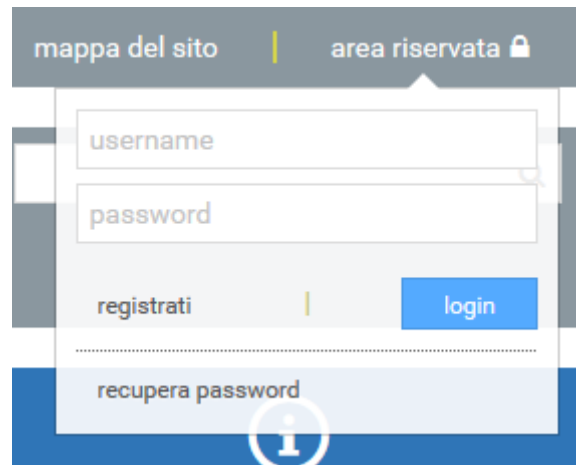 mappa del sito | area riservata
username
password
registrati | login
recupera password